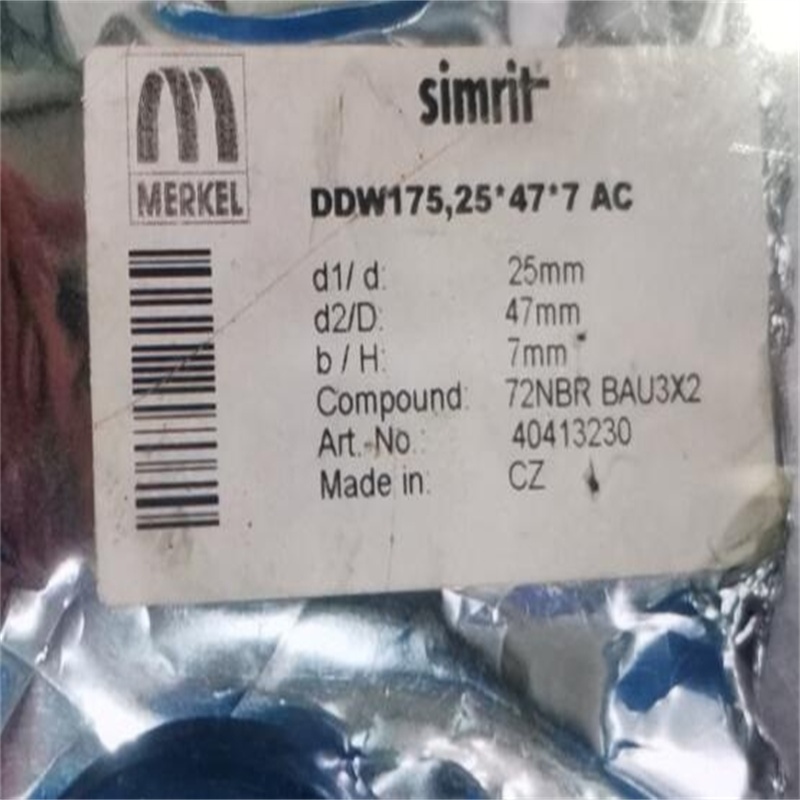 simrit
MERKEL
DDW175,25*47*7 AC
d1/ d: 25mm
d2/D: 47mm
b / H: 7mm
Compound: 72NBR BAU3X2
Art.-No.: 40413230
Made in: CZ